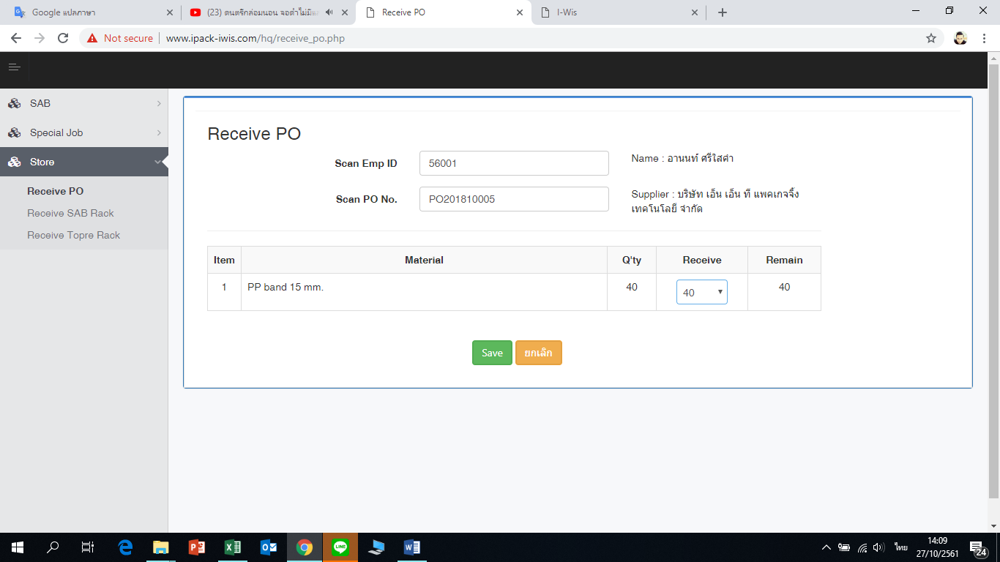 Google แปลภาษา
(23) ดนตรีกล่อมนอน จอดำไม่มีแส
Receive PO
I-Wis
Not secure
www.ipack-iwis.com/hq/receive_po.php
SAB
Special Job
Store
Receive PO
Receive SAB Rack
Receive Topre Rack
Receive PO
Scan Emp ID
56001
Name : อานนท์ ศรีใสคำ
Scan PO No.
PO201810005
Supplier : บริษัท เอ็น เอ็น ที แพคเกจจิ้ง
เทคโนโลยี จำกัด
Item Material Q'ty Receive Remain
1 PP band 15 mm. 40 40 40
Save ยกเลิก
ไทย
14:09
27/10/2561
24
LINE